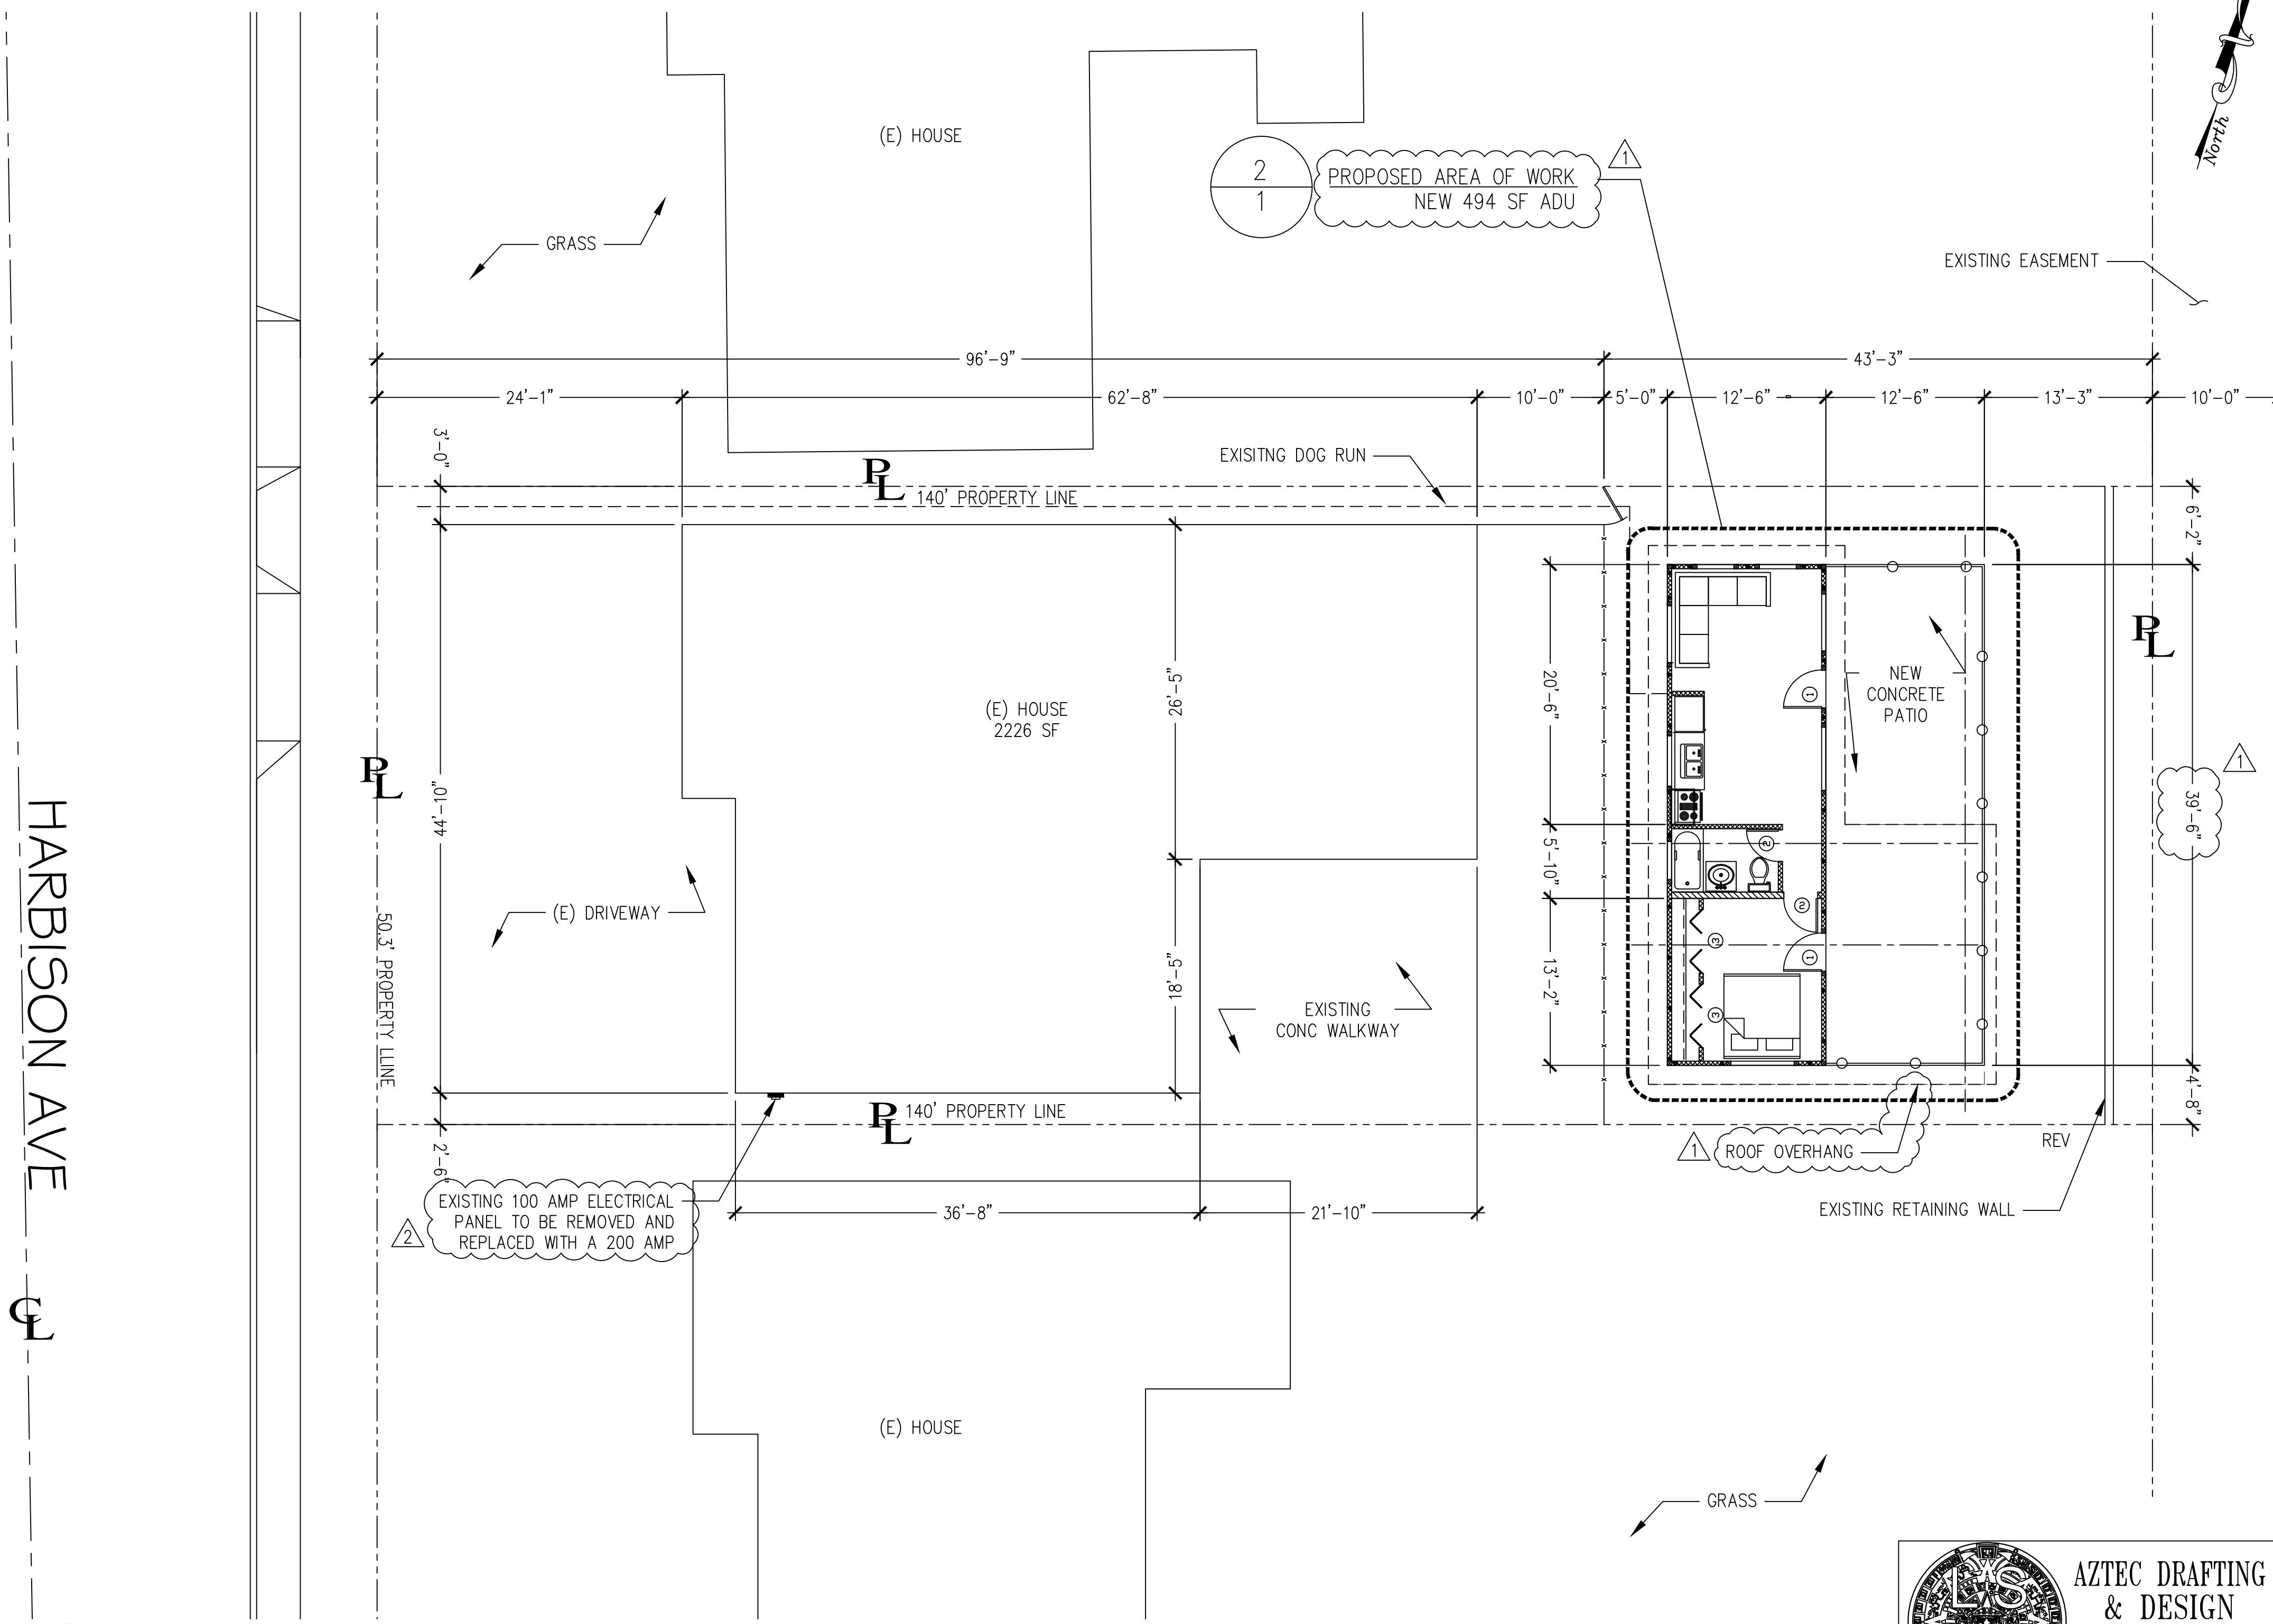 North
(E) HOUSE
2
1
PROPOSED AREA OF WORK
NEW 494 SF ADU
1
GRASS
EXISTING EASEMENT
96'-9"
43'-3"
24'-1"
62'-8"
10'-0"
5'-0"
12'-6"
12'-6"
13'-3"
10'-0"
3'-0"
EXISITNG DOG RUN
PL
140' PROPERTY LINE
6'-2"
PL
20'-6"
26'-5"
(E) HOUSE
2226 SF
1
NEW
CONCRETE
PATIO
PL
44'-10"
39'-6"
1
HARBISON AVE
50.3' PROPERTY LLINE
(E) DRIVEWAY
5'-10"
2
2
3
1
13'-2"
18'-5"
EXISTING
CONC WALKWAY
3
PL
140' PROPERTY LINE
4'-8"
2'-6"
1
ROOF OVERHANG
REV
EXISTING 100 AMP ELECTRICAL
PANEL TO BE REMOVED AND
REPLACED WITH A 200 AMP
2
36'-8"
21'-10"
EXISTING RETAINING WALL
CL
(E) HOUSE
GRASS
AZTEC DRAFTING
& DESIGN